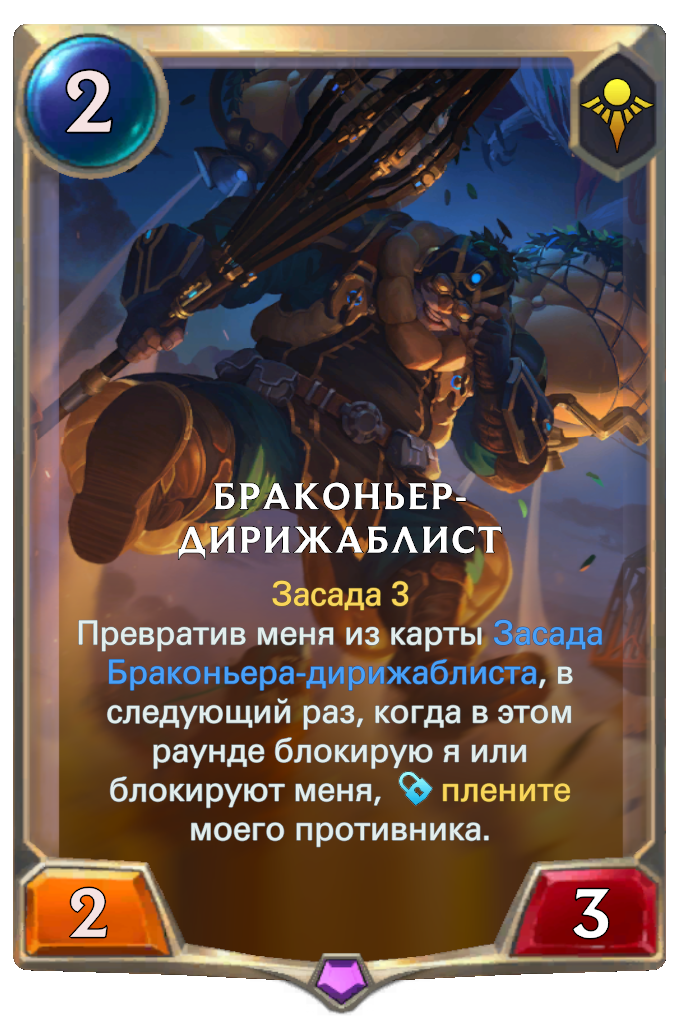 2
БРАКОНЬЕР-
ДИРИЖАБЛИСТ
Засада 3
Превратив меня из карты Засада
Браконьера-дирижаблиста, в
следующий раз, когда в этом
раунде блокирую я или
блокируют меня, плените
моего противника.
2
3